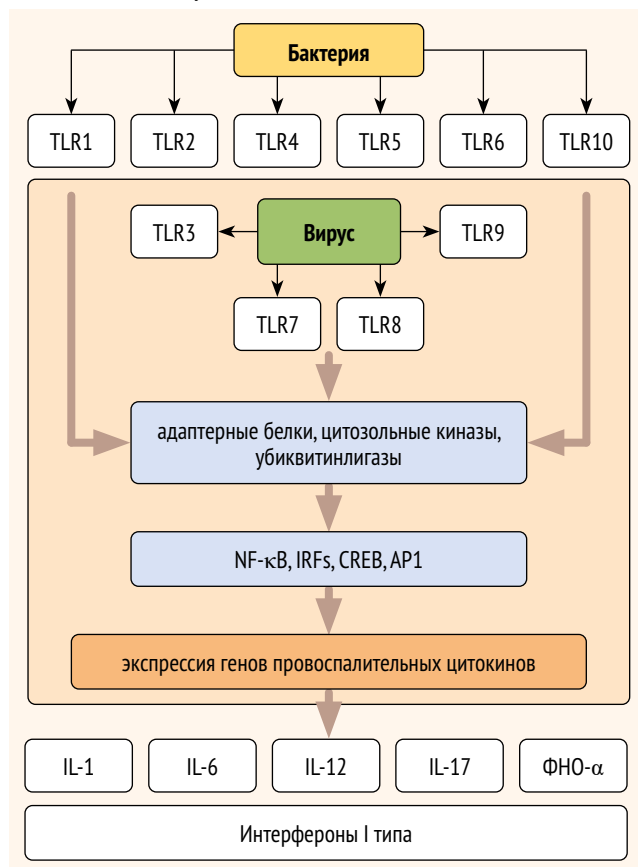 Бактерия
TLR1
TLR2
TLR4
TLR5
TLR6
TLR10
TLR3
Вирус
TLR9
TLR7
TLR8
адаптерные белки, цитозольные киназы,
убиквитинлигазы
NF-κB, IRFs, CREB, AP1
экспрессия генов провоспалительных цитокинов
IL-1
IL-6
IL-12
IL-17
ФНО-α
Интерфероны I типа